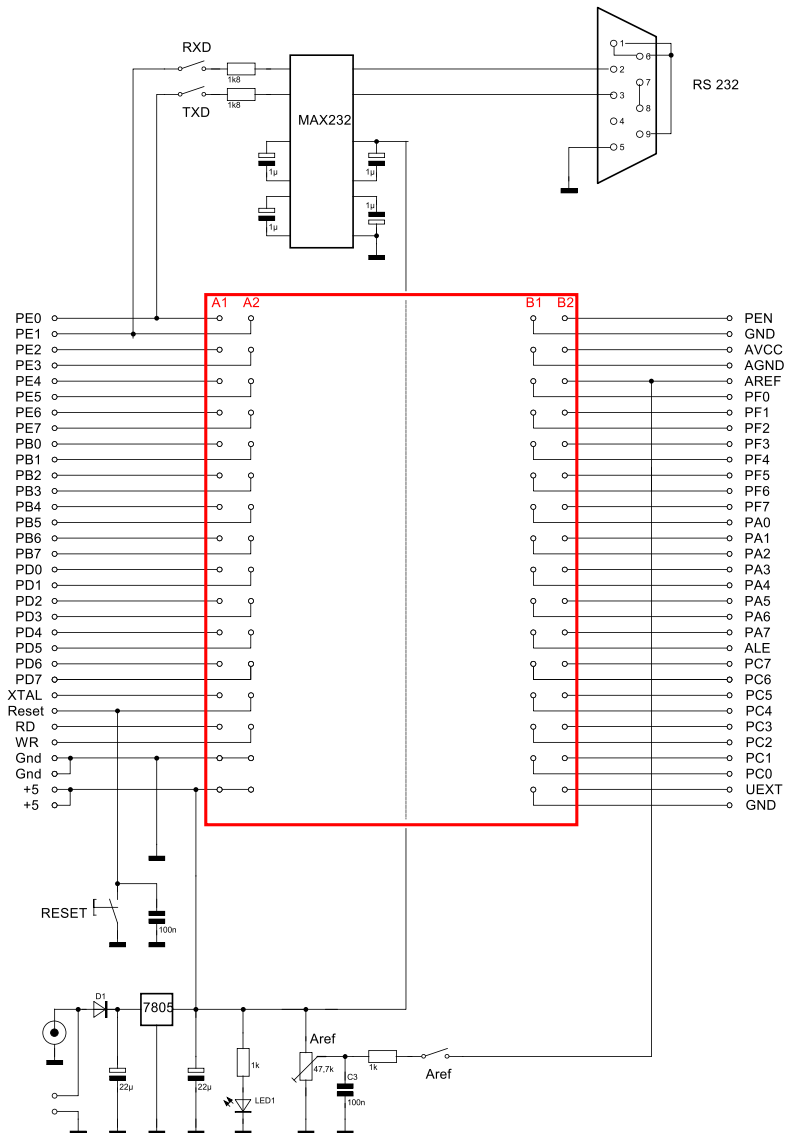 RXD
1k8
1k8
TXD
MAX232
1µ
1µ
1µ
1µ
1
6
2
7
3
8
4
9
5
RS 232
A1 A2 B1 B2
PE0 PEN
PE1 GND
PE2 AVCC
PE3 AGND
PE4 AREF
PE5 PF0
PE6 PF1
PE7 PF2
PB0 PF3
PB1 PF4
PB2 PF5
PB3 PF6
PB4 PF7
PB5 PA0
PB6 PA1
PB7 PA2
PD0 PA3
PD1 PA4
PD2 PA5
PD3 PA6
PD4 PA7
PD5 ALE
PD6 PC7
PD7 PC6
XTAL PC5
Reset PC4
RD PC3
WR PC2
Gnd PC1
Gnd PC0
+5 UEXT
+5 GND
RESET
100n
D1
7805
22µ
22µ
1k
LED1
Aref
47,7k
C3
100n
1k
Aref